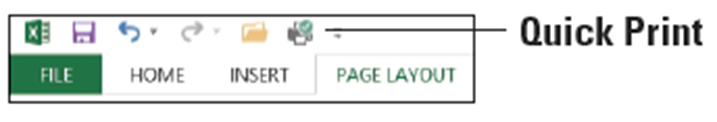 Quick Print
FILE HOME INSERT PAGE LAYOUT